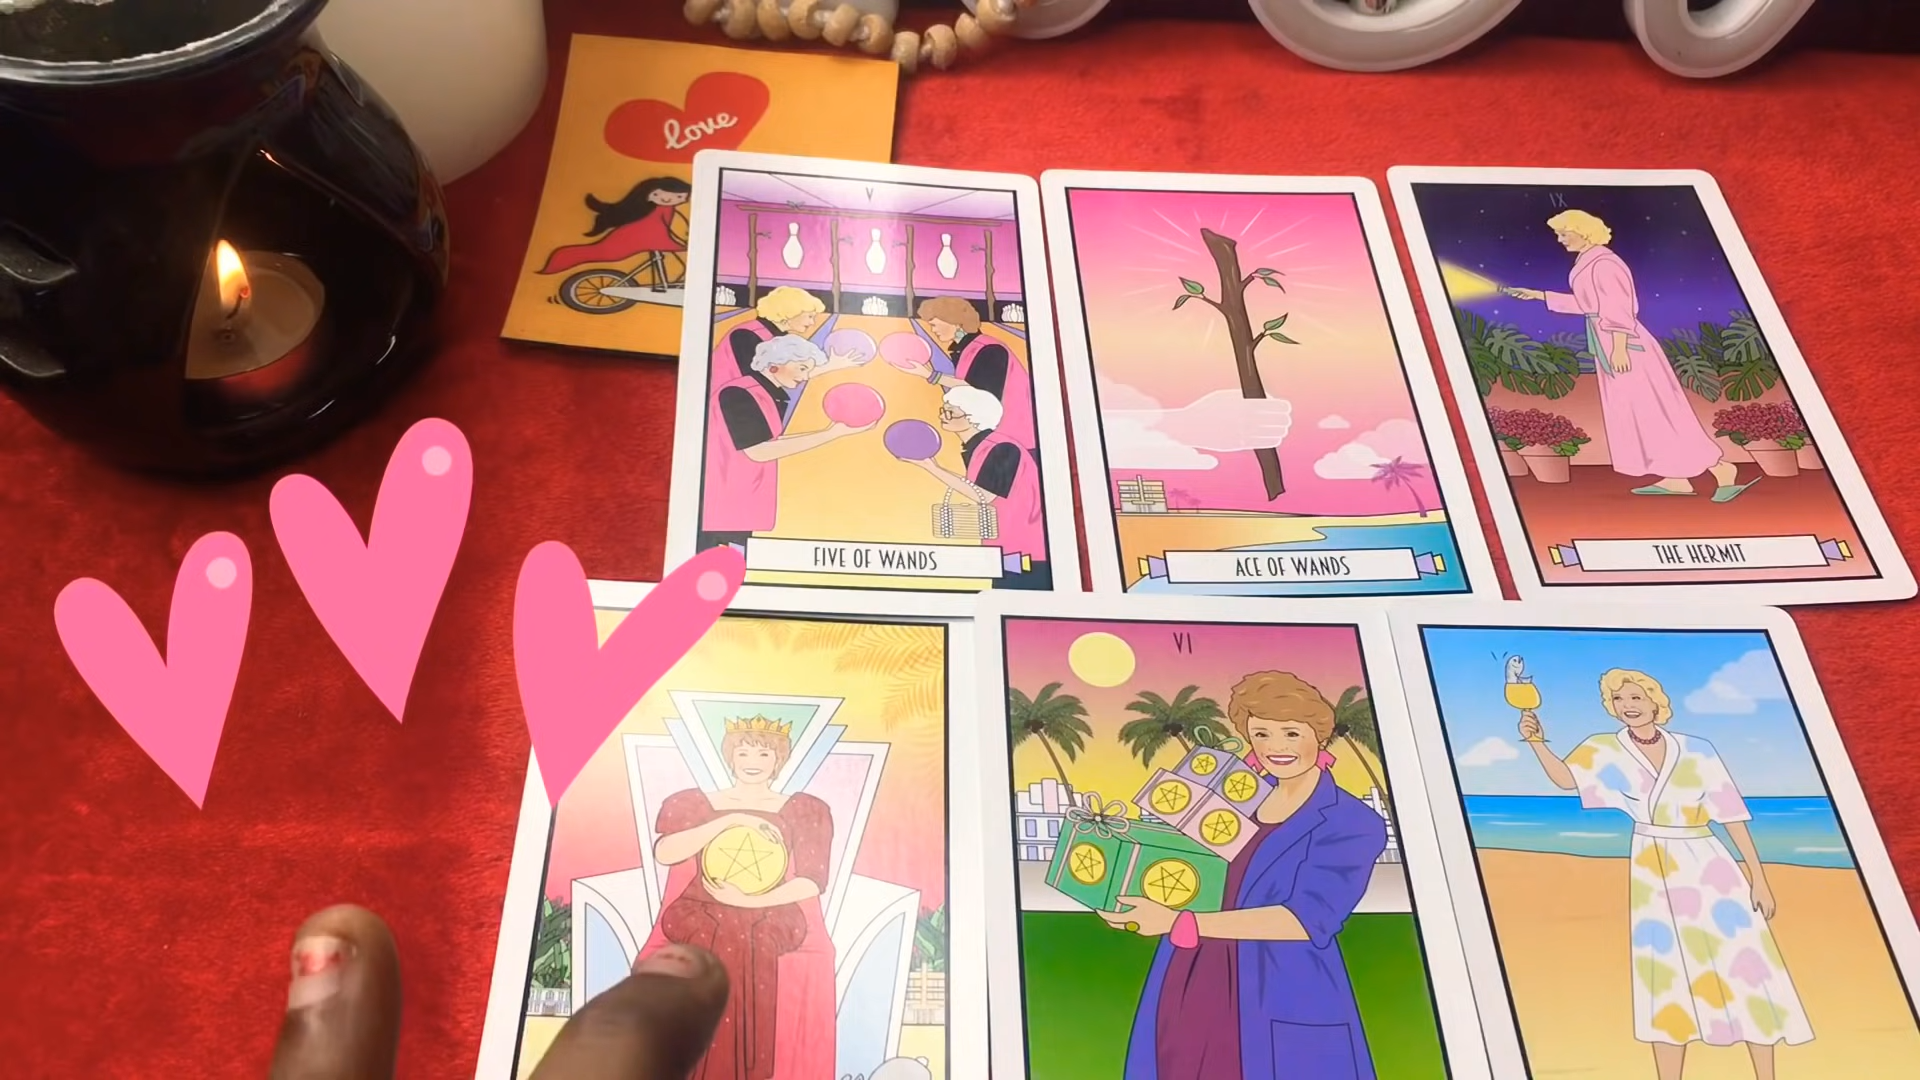 love
V
IX
FIVE OF WANDS
ACE OF WANDS
THE HERMIT
VI